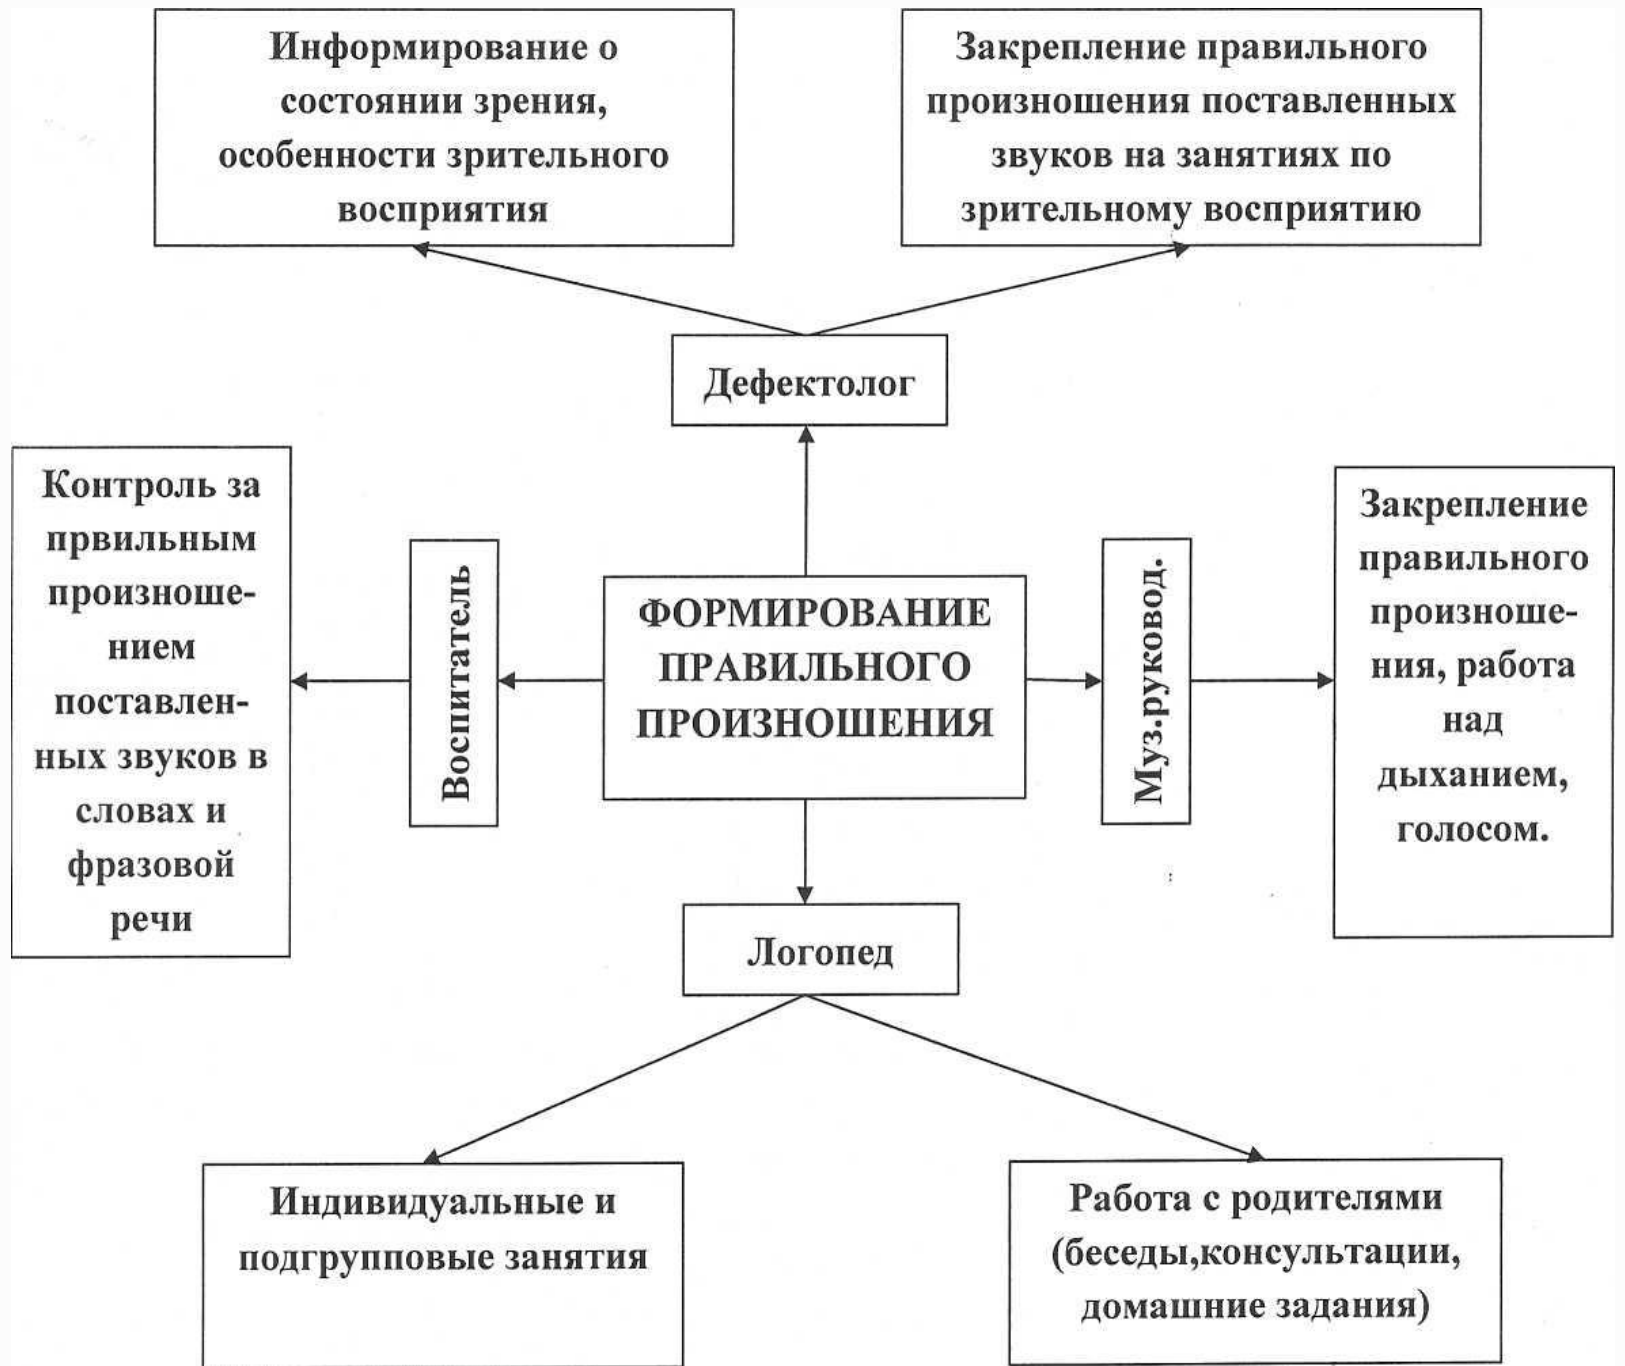 Информирование о
состоянии зрения,
особенности зрительного
восприятия
Закрепление правильного
произношения поставленных
звуков на занятиях по
зрительному восприятию
Дефектолог
Контроль за
првильным
произноше-
нием
поставлен-
ных звуков в
словах и
фразовой
речи
Воспитатель
ФОРМИРОВАНИЕ
ПРАВИЛЬНОГО
ПРОИЗНОШЕНИЯ
Муз.руковод.
Закрепление
правильного
произноше-
ния, работа
над
дыханием,
голосом.
Логопед
Индивидуальные и
подгрупповые занятия
Работа с родителями
(беседы,консультации,
домашние задания)